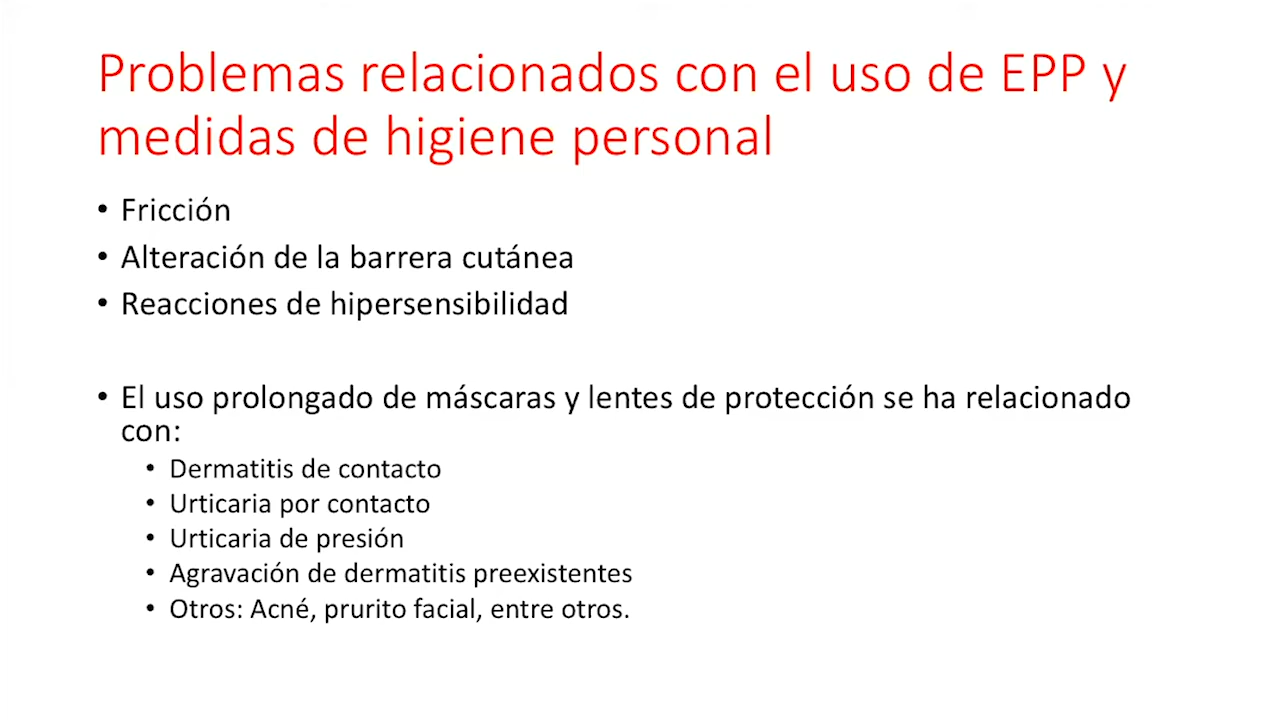 Problemas relacionados con el uso de EPP y
medidas de higiene personal
• Fricción
• Alteración de la barrera cutánea
• Reacciones de hipersensibilidad
• El uso prolongado de máscaras y lentes de protección se ha relacionado
con:
• Dermatitis de contacto
• Urticaria por contacto
• Urticaria de presión
• Agravación de dermatitis preexistentes
• Otros: Acné, prurito facial, entre otros.